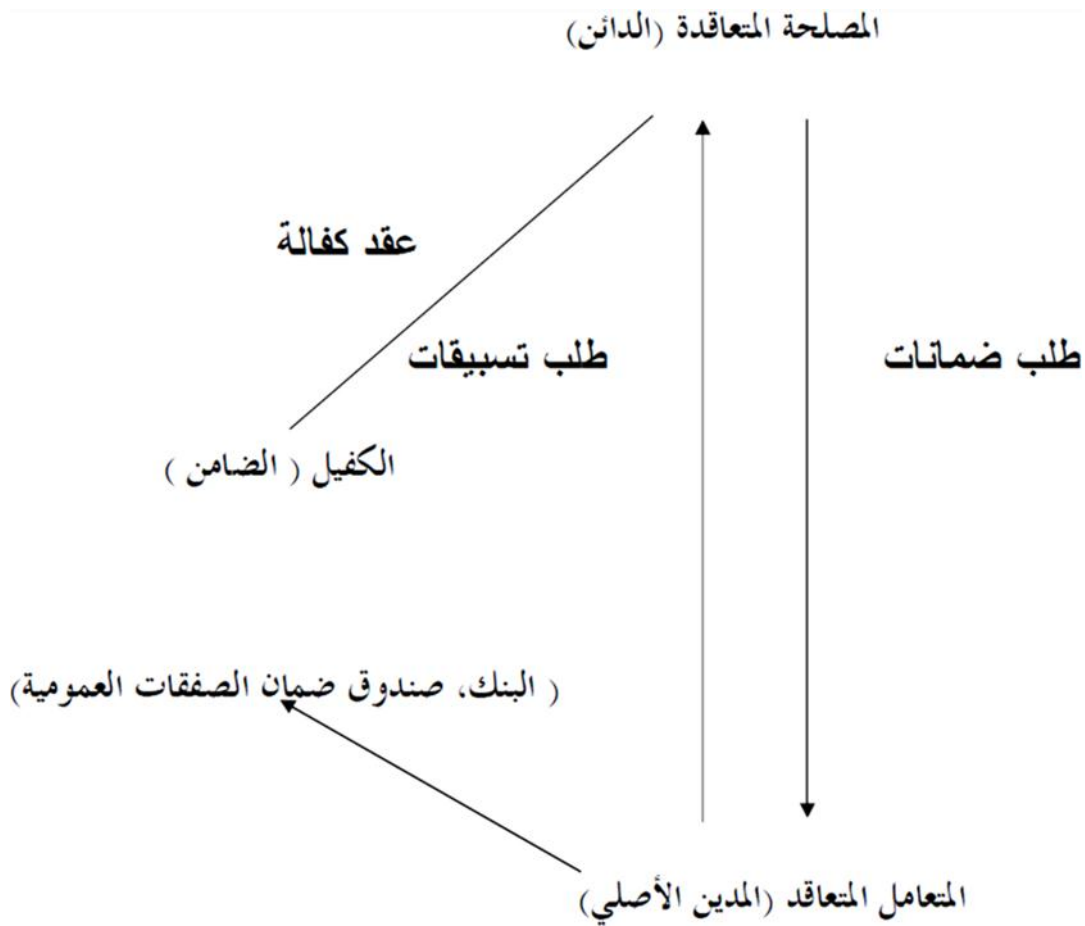 المصلحة المتعاقدة (الدائن)
عقد كفالة
طلب تسبيقات
طلب ضمانات
الكفيل ( الضامن )
( البنك، صندوق ضمان الصفقات العمومية)
المتعامل المتعاقد (المدين الأصلي)